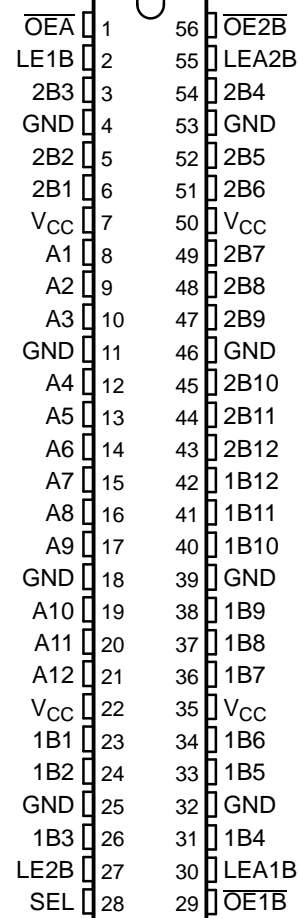 OEA 1 56 OE2B
LE1B 2 55 LEA2B
2B3 3 54 2B4
GND 4 53 GND
2B2 5 52 2B5
2B1 6 51 2B6
VCC 7 50 VCC
A1 8 49 2B7
A2 9 48 2B8
A3 10 47 2B9
GND 11 46 GND
A4 12 45 2B10
A5 13 44 2B11
A6 14 43 2B12
A7 15 42 1B12
A8 16 41 1B11
A9 17 40 1B10
GND 18 39 GND
A10 19 38 1B9
A11 20 37 1B8
A12 21 36 1B7
VCC 22 35 VCC
1B1 23 34 1B6
1B2 24 33 1B5
GND 25 32 GND
1B3 26 31 1B4
LE2B 27 30 LEA1B
SEL 28 29 OE1B